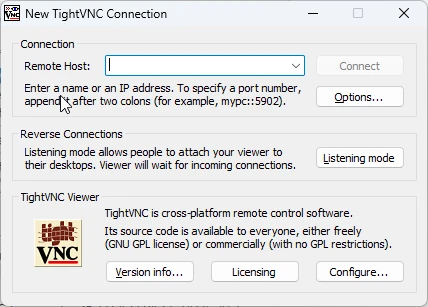 New TightVNC Connection
Connection
Remote Host:
Connect
Enter a name or an IP address. To specify a port number,
append it after two colons (for example, mypc::5902).
Options...
Reverse Connections
Listening mode allows people to attach your viewer to
their desktops. Viewer will wait for incoming connections.
Listening mode
TightVNC Viewer
tight
VNC
TightVNC is cross-platform remote control software.
Its source code is available to everyone, either freely
(GNU GPL license) or commercially (with no GPL restrictions).
Version info...
Licensing
Configure...